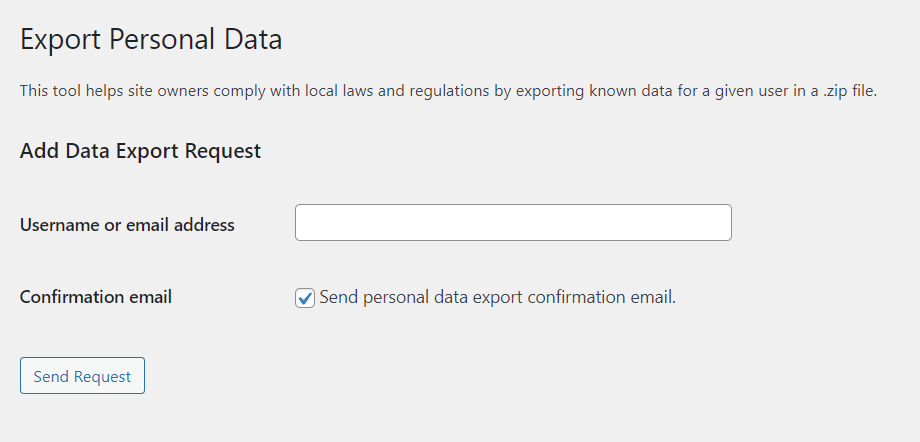 Export Personal Data
This tool helps site owners comply with local laws and regulations by exporting known data for a given user in a .zip file.
Add Data Export Request
Username or email address
Confirmation email
Send personal data export confirmation email.
Send Request